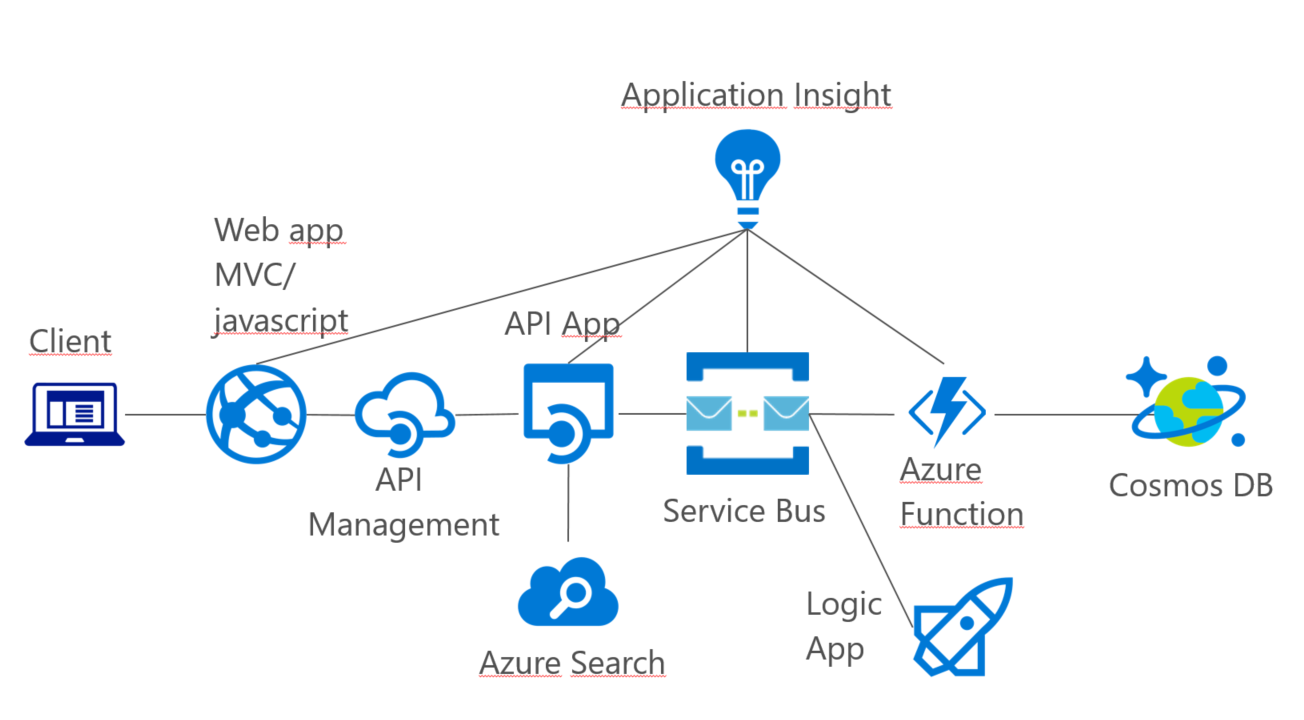 Application Insight
Web app
MVC/
javascript
API App
Client
API
Management
Service Bus
Azure
Function
Cosmos DB
Logic
App
Azure Search